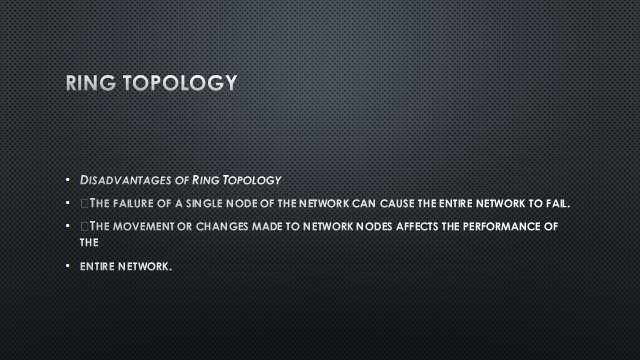 RING TOPOLOGY
• DISADVANTAGES OF RING TOPOLOGY
• □THE FAILURE OF A SINGLE NODE OF THE NETWORK CAN CAUSE THE ENTIRE NETWORK TO FAIL.
• □THE MOVEMENT OR CHANGES MADE TO NETWORK NODES AFFECTS THE PERFORMANCE OF
THE
• ENTIRE NETWORK.